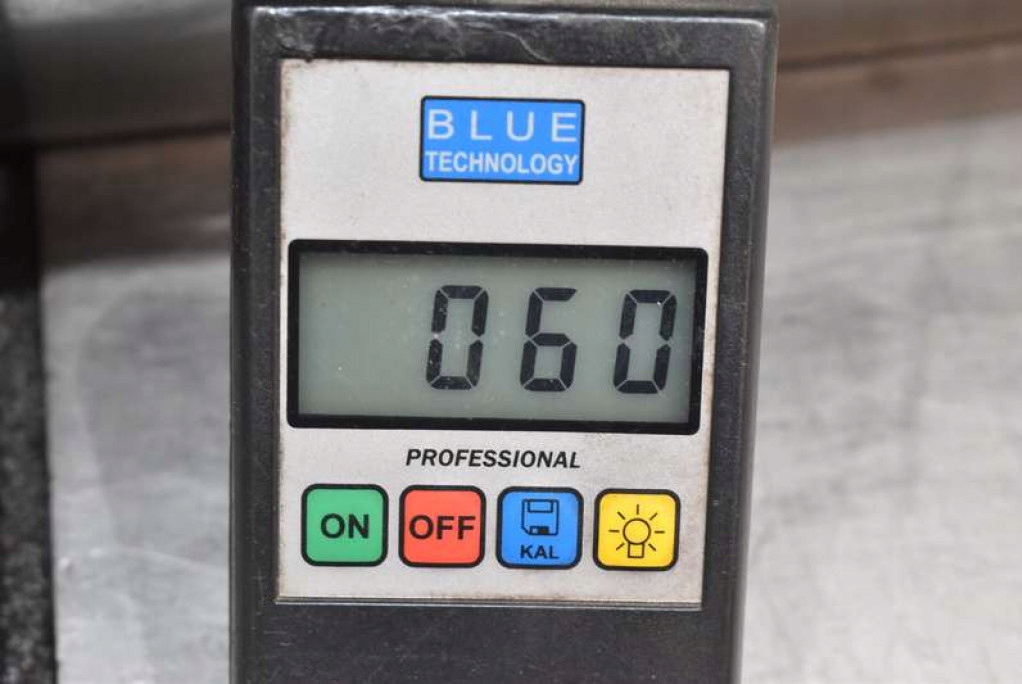 BLUE
TECHNOLOGY
060
PROFESSIONAL
ON OFF KAL